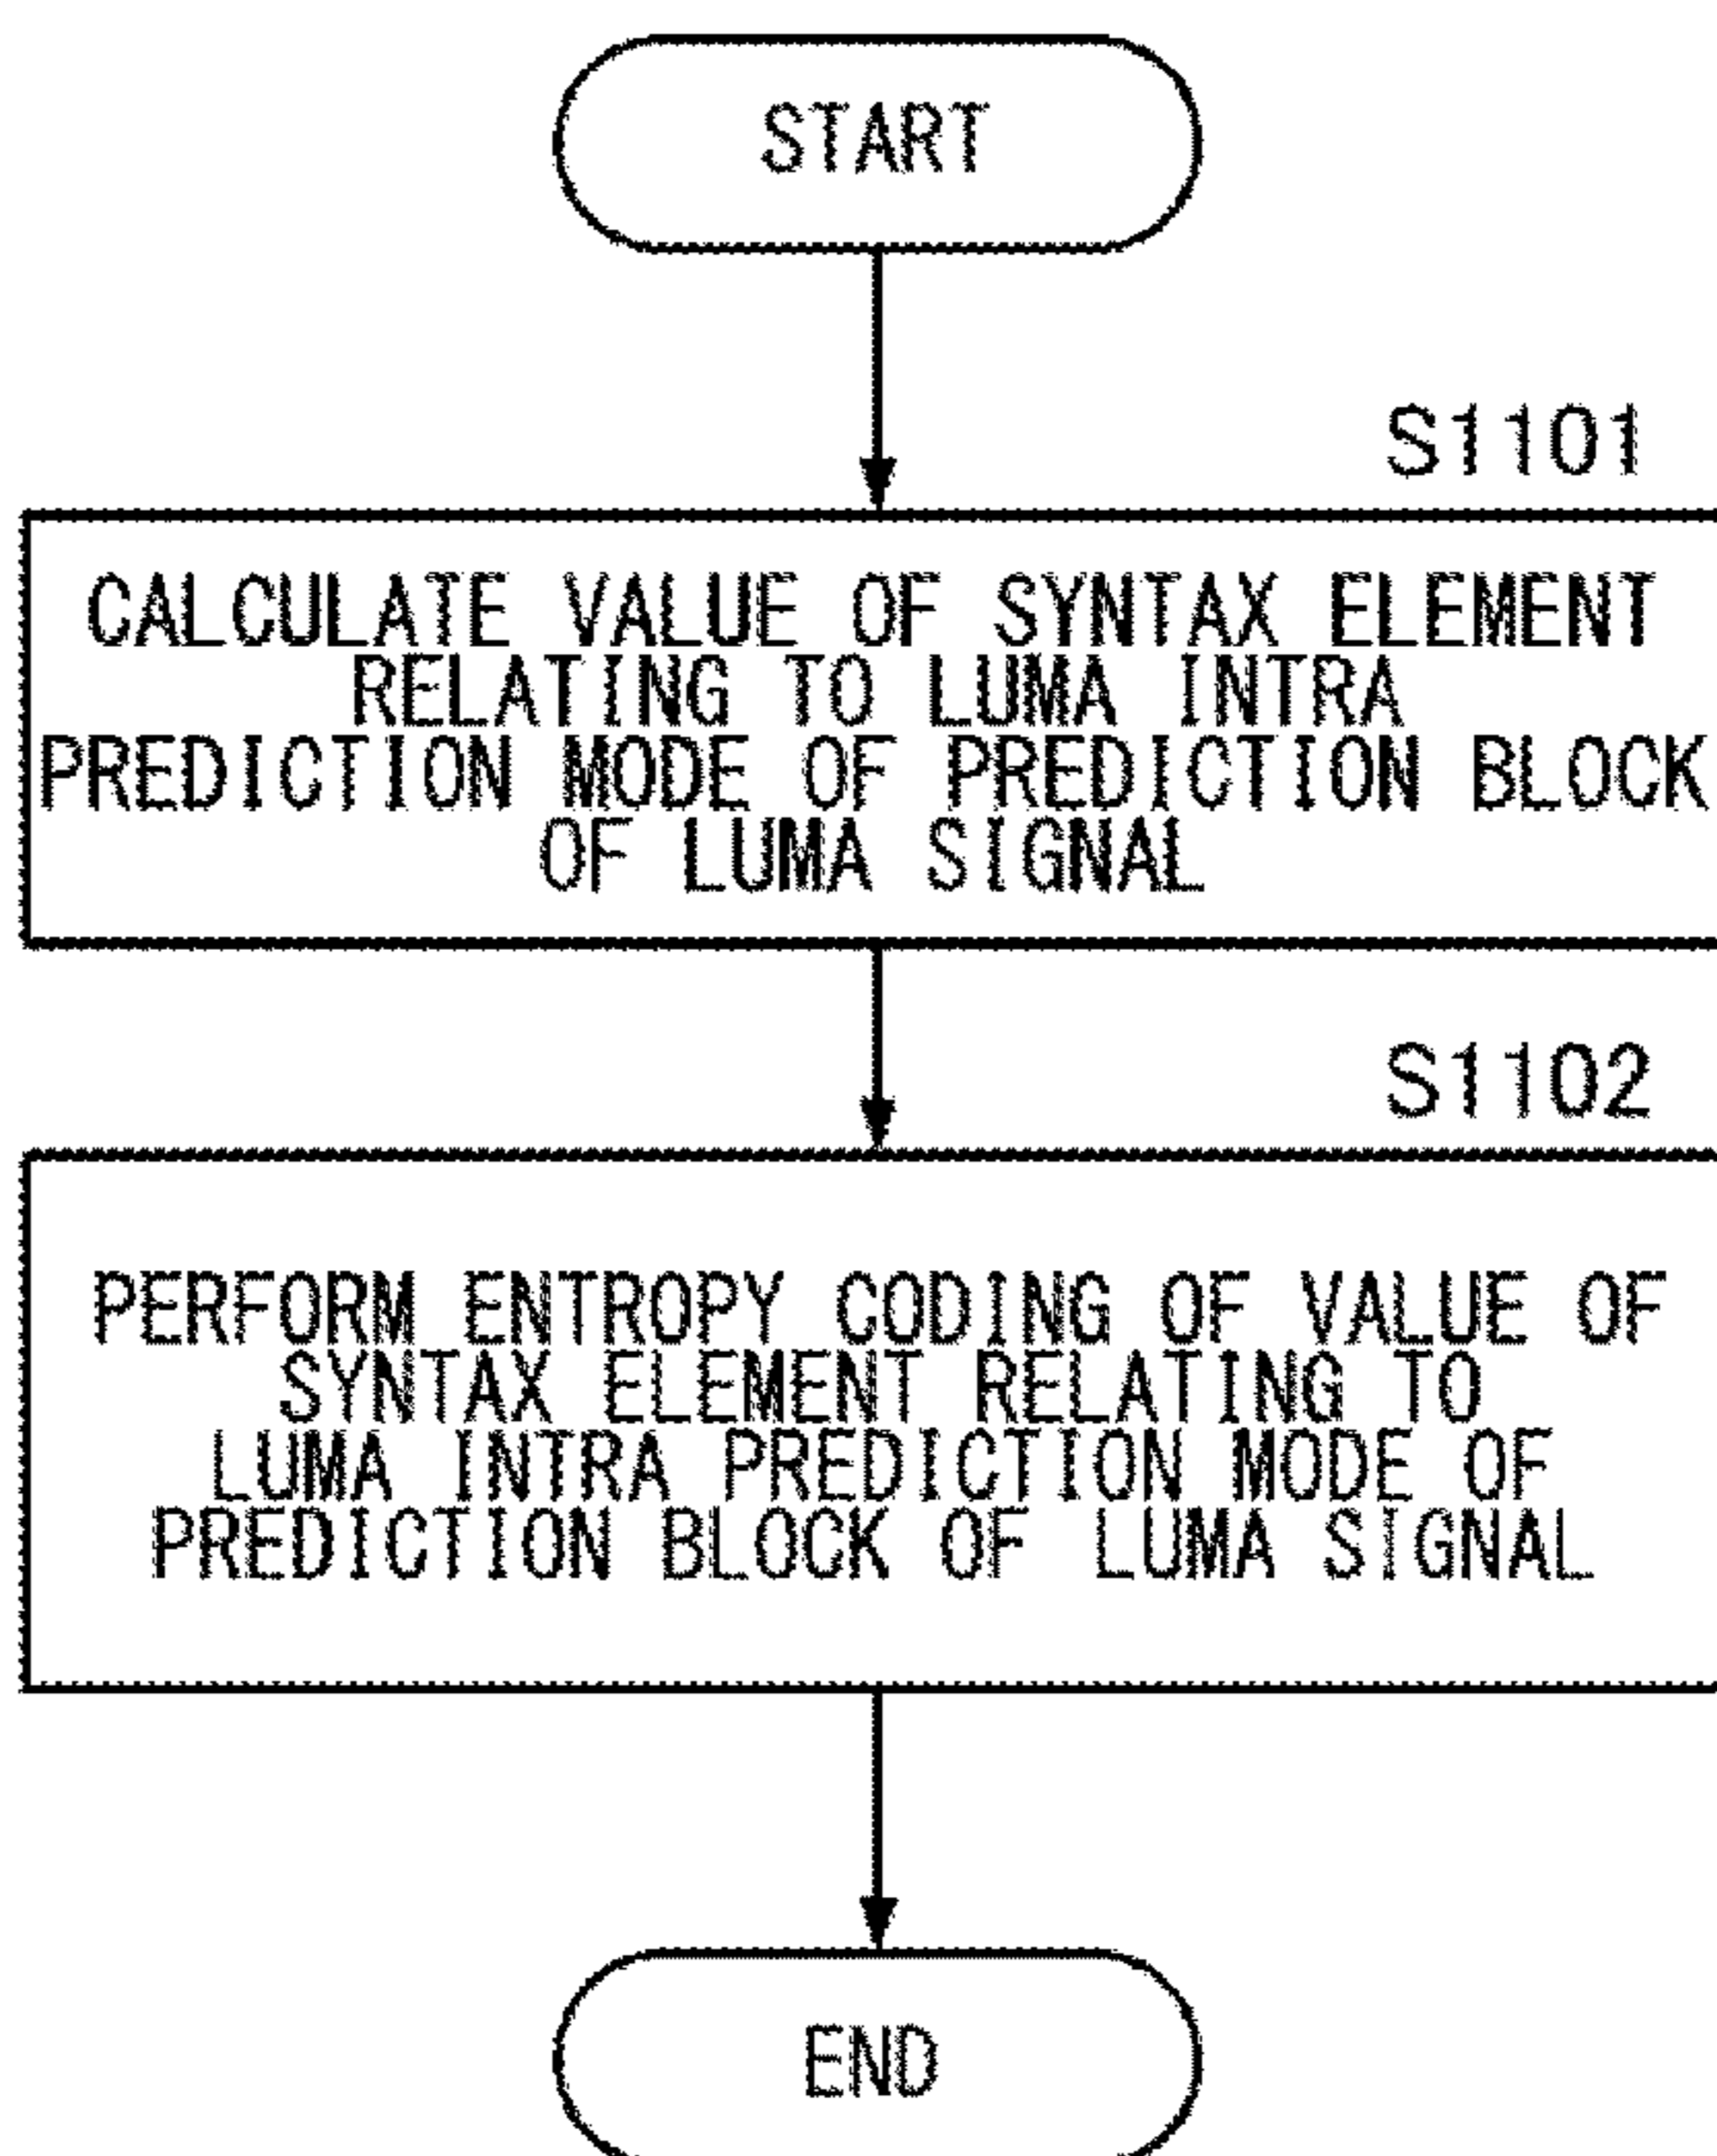 START
S1101
CALCULATE VALUE OF SYNTAX ELEMENT
RELATING TO LUMA INTRA
PREDICTION MODE OF PREDICTION BLOCK
OF LUMA SIGNAL
S1102
PERFORM ENTROPY CODING OF VALUE OF
SYNTAX ELEMENT RELATING TO
LUMA INTRA PREDICTION MODE OF
PREDICTION BLOCK OF LUMA SIGNAL
END